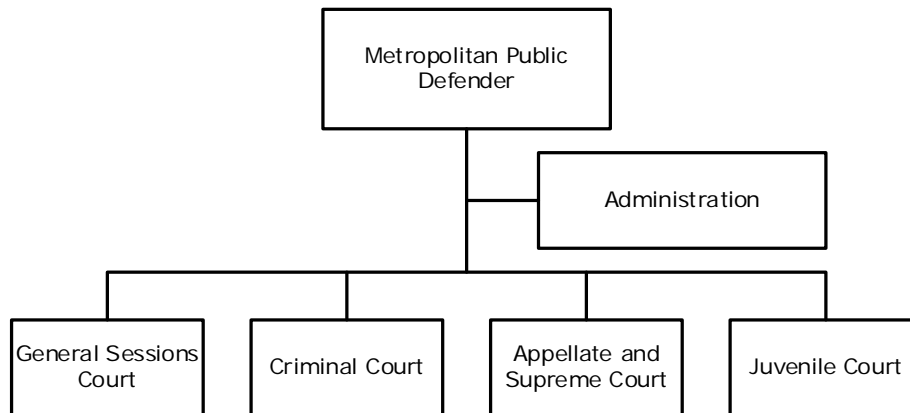 Metropolitan Public
Defender
Administration
General Sessions
Court
Criminal Court
Appellate and
Supreme Court
Juvenile Court